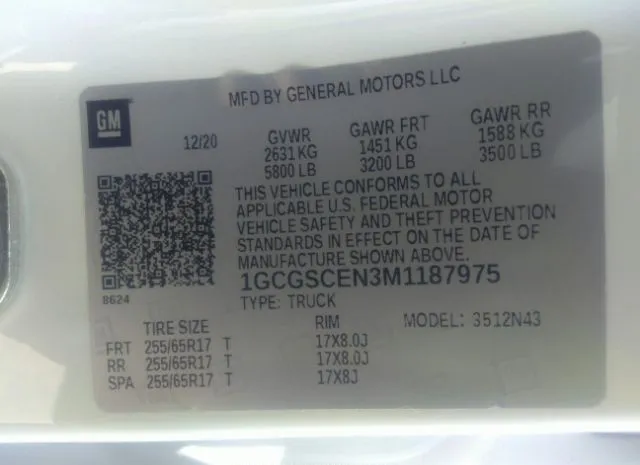 MFD BY GENERAL MOTORS LLC
GM
12/20 GVWR GAWR FRT GAWR RR
2631 KG 1451 KG 1588 KG
5800 LB 3200 LB 3500 LB
THIS VEHICLE CONFORMS TO ALL
APPLICABLE U.S. FEDERAL MOTOR
VEHICLE SAFETY AND THEFT PREVENTION
STANDARDS IN EFFECT ON THE DATE OF
MANUFACTURE SHOWN ABOVE.
8624 1GCGSCEN3M1187975
TYPE: TRUCK
TIRE SIZE RIM MODEL: 3512N43
FRT 255/65R17 T 17X8.0J
RR 255/65R17 T 17X8.0J
SPA 255/65R17 T 17X8J